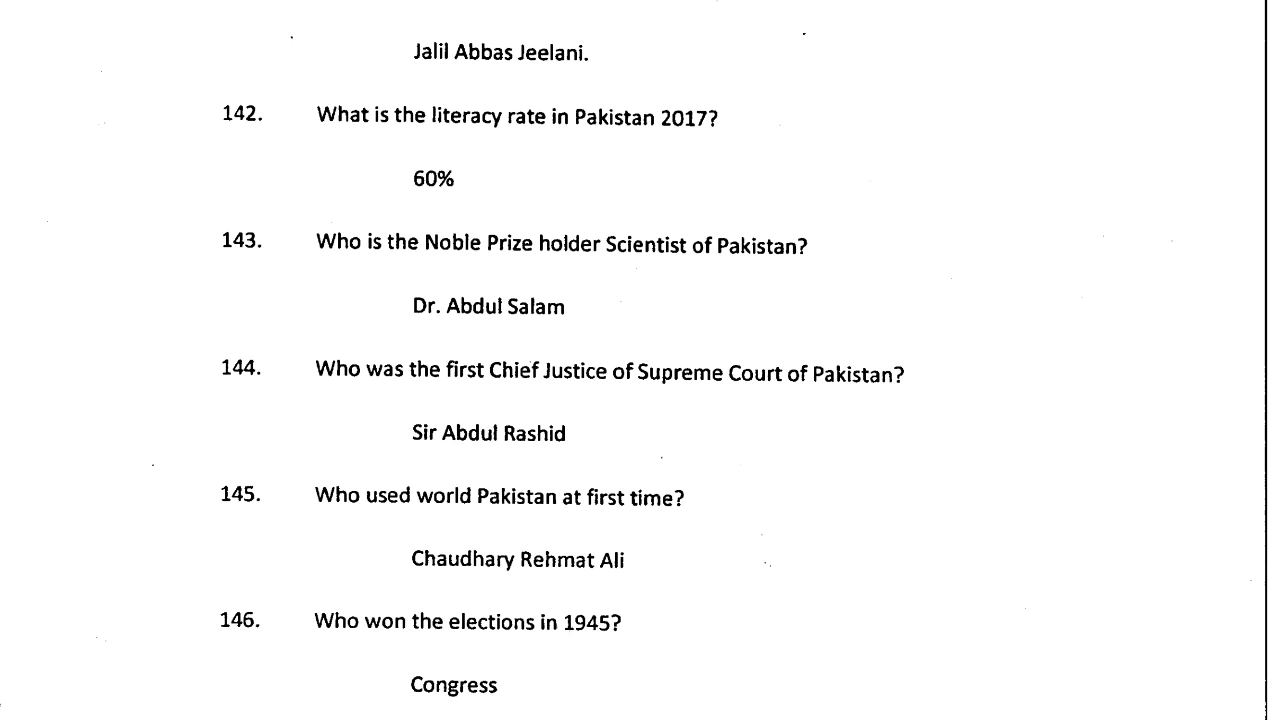 Jalil Abbas Jeelani.
142. What is the literacy rate in Pakistan 2017?
60%
143. Who is the Noble Prize holder Scientist of Pakistan?
Dr. Abdul Salam
144. Who was the first Chief Justice of Supreme Court of Pakistan?
Sir Abdul Rashid
145. Who used world Pakistan at first time?
Chaudhary Rehmat Ali
146. Who won the elections in 1945?
Congress